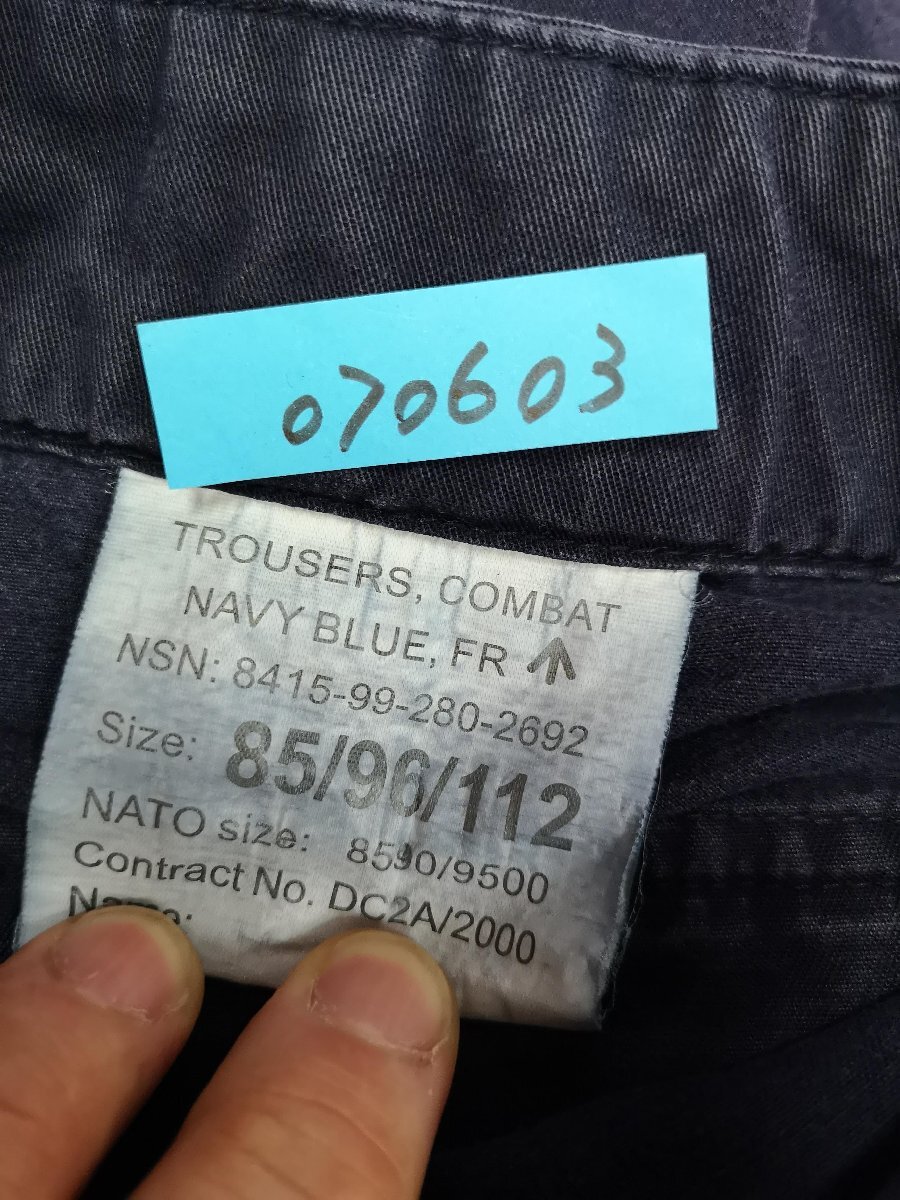 070603
TROUSERS, COMBAT
NAVY BLUE, FR
NSN: 8415-99-280-2692
Size: 85/96/112
NATO size: 8590/9500
Contract No. DC2A/2000
Name: